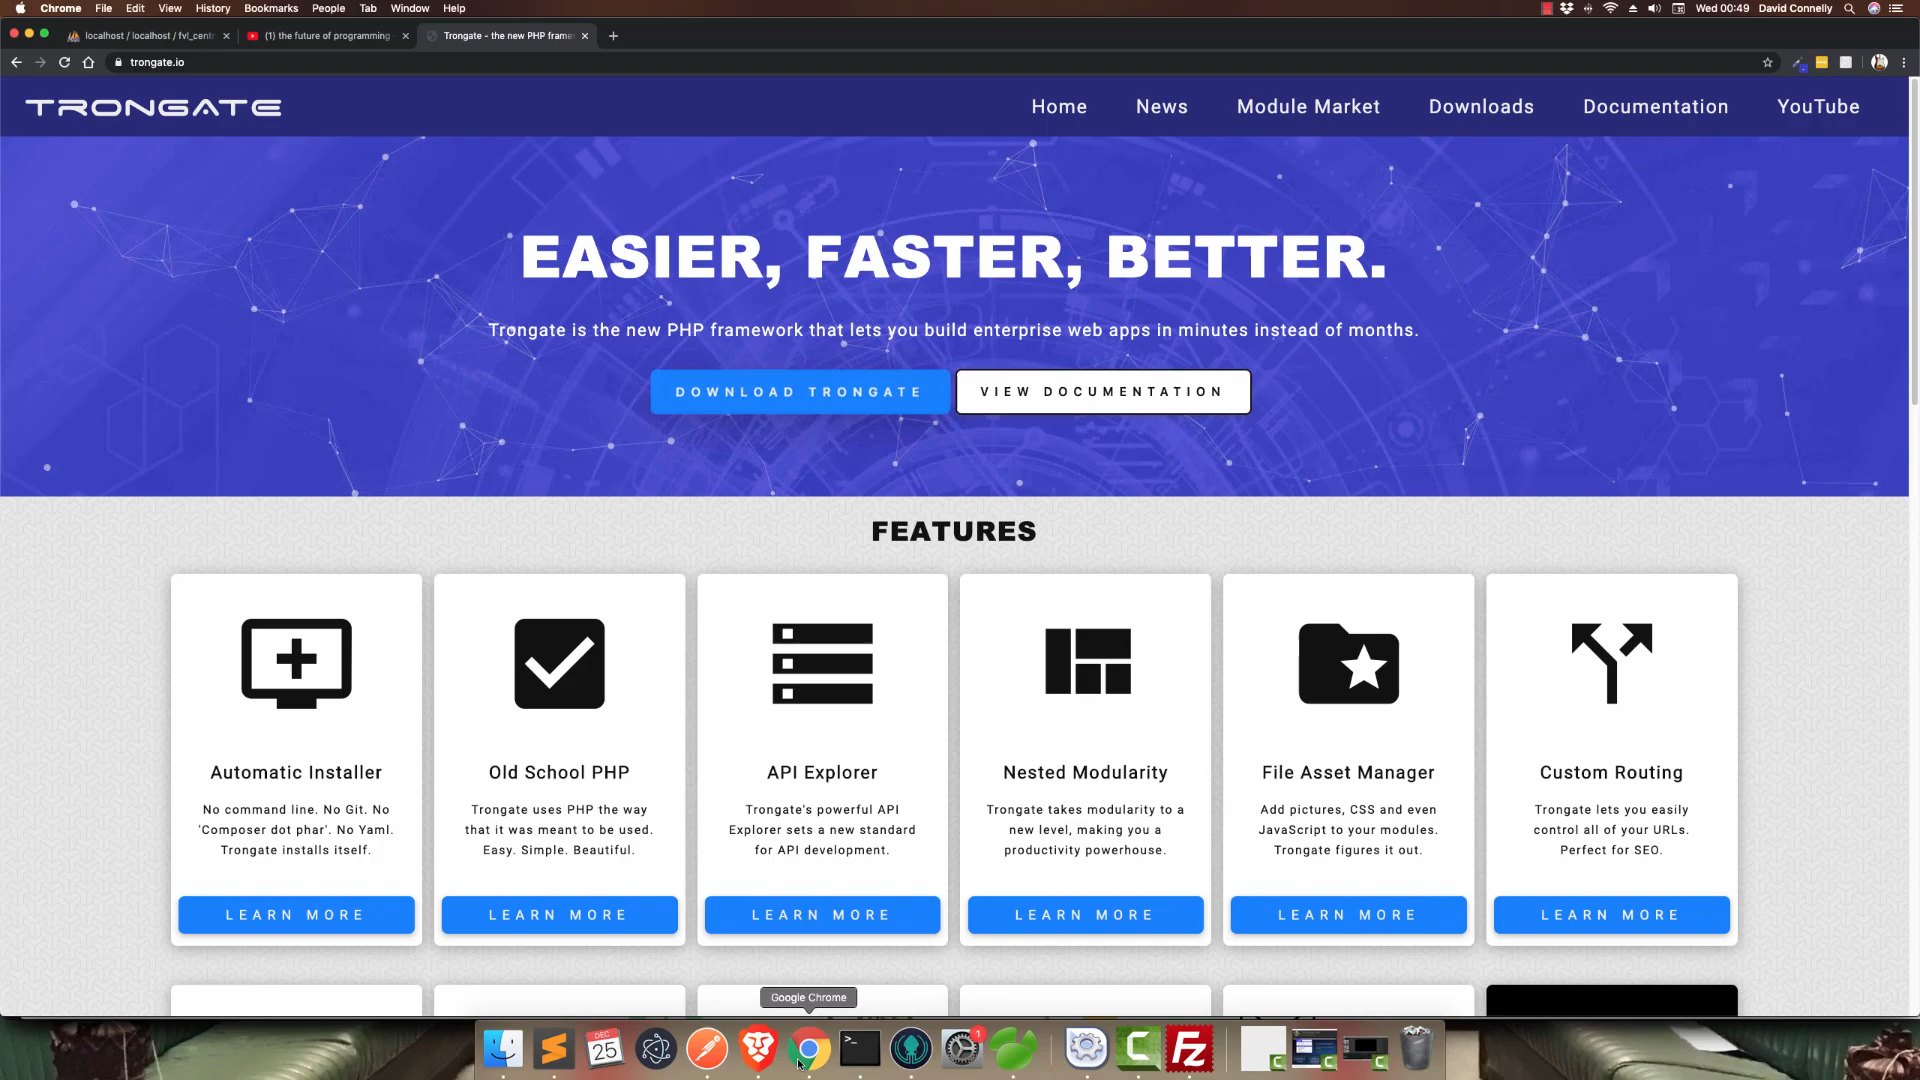 Chrome File Edit View History Bookmarks People Tab Window Help Wed 00:49 David Connelly
localhost / localhost / fvl_cent (1) the future of programming Trongate - the new PHP frame
trongate.io
TRONGATE Home News Module Market Downloads Documentation YouTube
EASIER, FASTER, BETTER.
Trongate is the new PHP framework that lets you build enterprise web apps in minutes instead of months.
DOWNLOAD TRONGATE VIEW DOCUMENTATION
FEATURES
Automatic Installer
No command line. No Git. No
'Composer dot phar'. No Yaml.
Trongate installs itself.
LEARN MORE
Old School PHP
Trongate uses PHP the way
that it was meant to be used.
Easy. Simple. Beautiful.
LEARN MORE
API Explorer
Trongate's powerful API
Explorer sets a new standard
for API development.
LEARN MORE
Nested Modularity
Trongate takes modularity to a
new level, making you a
productivity powerhouse.
LEARN MORE
File Asset Manager
Add pictures, CSS and even
JavaScript to your modules.
Trongate figures it out.
LEARN MORE
Custom Routing
Trongate lets you easily
control all of your URLs.
Perfect for SEO.
LEARN MORE
Google Chrome
DEC
25
>_
1
C
Fz
C
C
C